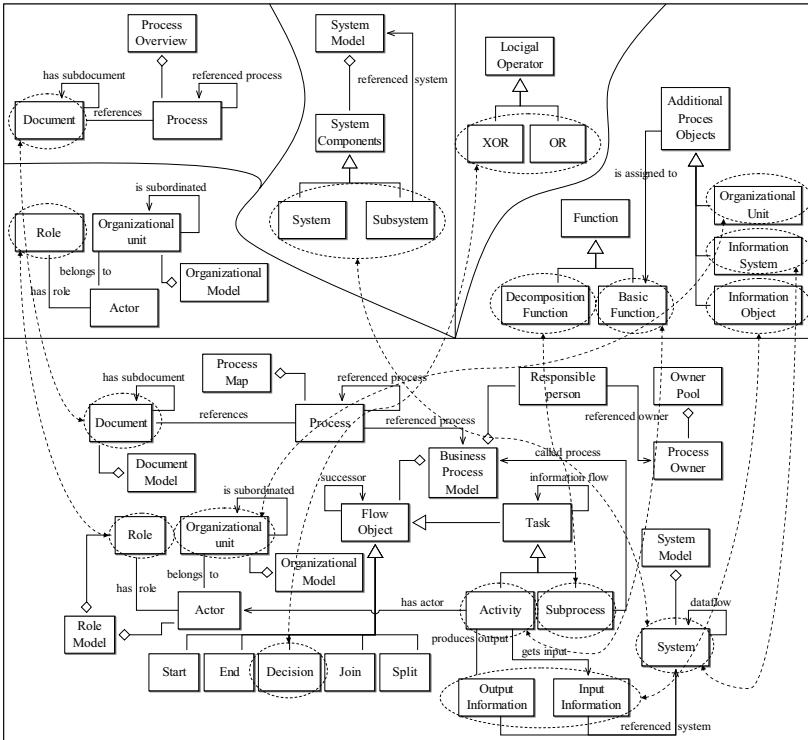 Process
Overview
has subdocument
referenced process
Document
references
Process
is subordinated
Role
Organizational
unit
belongs to
Organizational
Model
has role
Actor
System
Model
referenced system
System
Components
System
Subsystem
Locigal
Operator
XOR
OR
Additional
Proces
Objects
is assigned to
Function
Organizational
Unit
Information
System
Decomposition
Function
Basic
Function
Information
Object
Process
Map
has subdocument
referenced process
Responsible
person
Owner
Pool
Document
references
Process
referenced process
referenced owner
Document
Model
Business
Process
Model
called process
Process
Owner
successor
information flow
is subordinated
Role
Organizational
unit
Flow
Object
Task
System
Model
has role
belongs to
Organizational
Model
Actor
has actor
Activity
Subprocess
dataflow
Role
Model
produces output
gets input
System
Start
End
Decision
Join
Split
Output
Information
Input
Information
referenced system